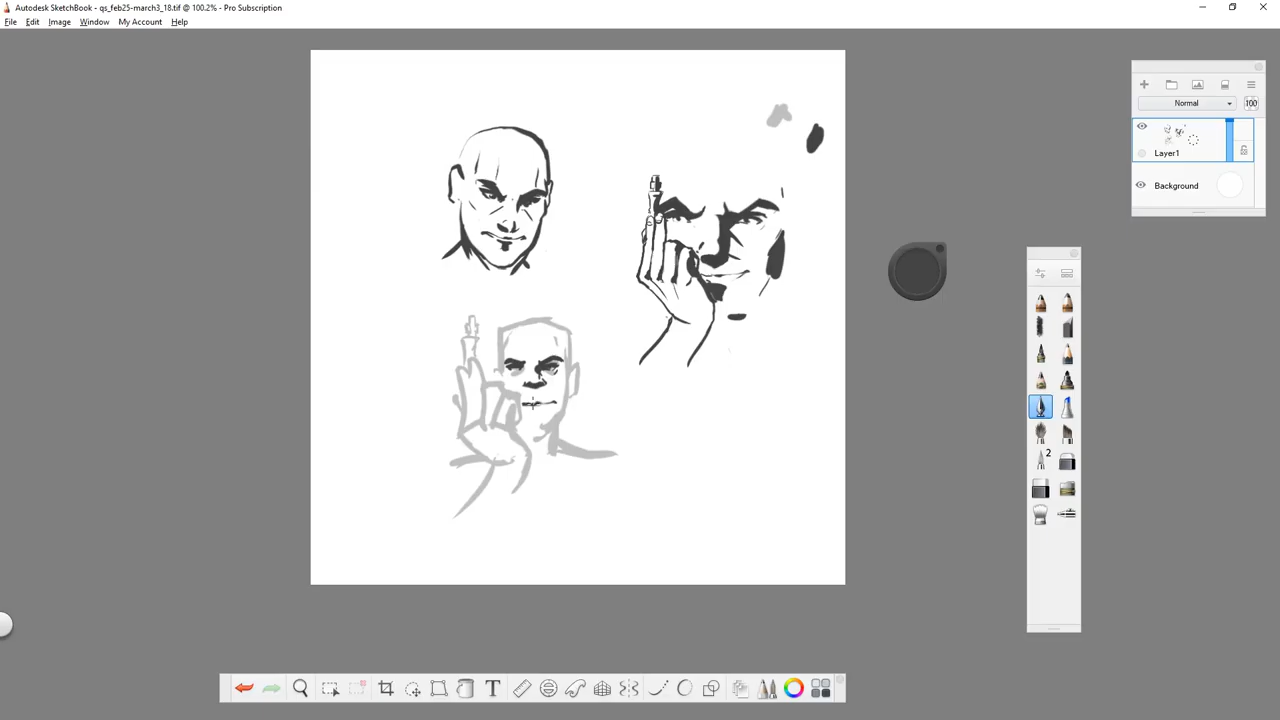 Autodesk SketchBook - qs_feb25-march3_18.tif @ 100.2% - Pro Subscription
File Edit Image Window My Account Help
Normal 100
Layer1
Background
2
T